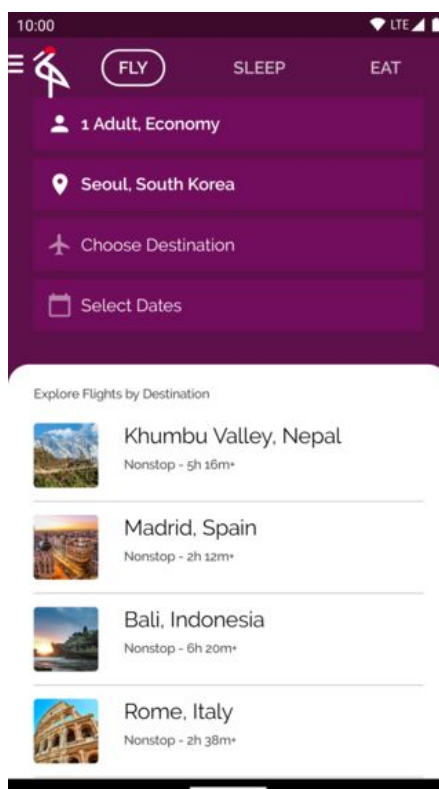 10:00
LTE
FLY
SLEEP
EAT
1 Adult, Economy
Seoul, South Korea
Choose Destination
Select Dates
Explore Flights by Destination
Khumbu Valley, Nepal
Nonstop - 5h 16m+
Madrid, Spain
Nonstop - 2h 12m+
Bali, Indonesia
Nonstop - 6h 20m+
Rome, Italy
Nonstop - 2h 38m+